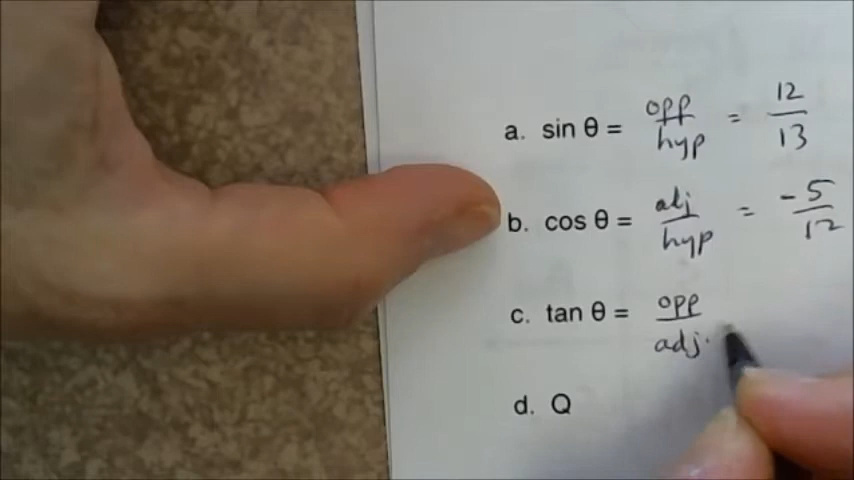 a. sin θ = opp/hyp = 12/13
b. cos θ = adj/hyp = -5/12
c. tan θ = opp/adj.
d. Q